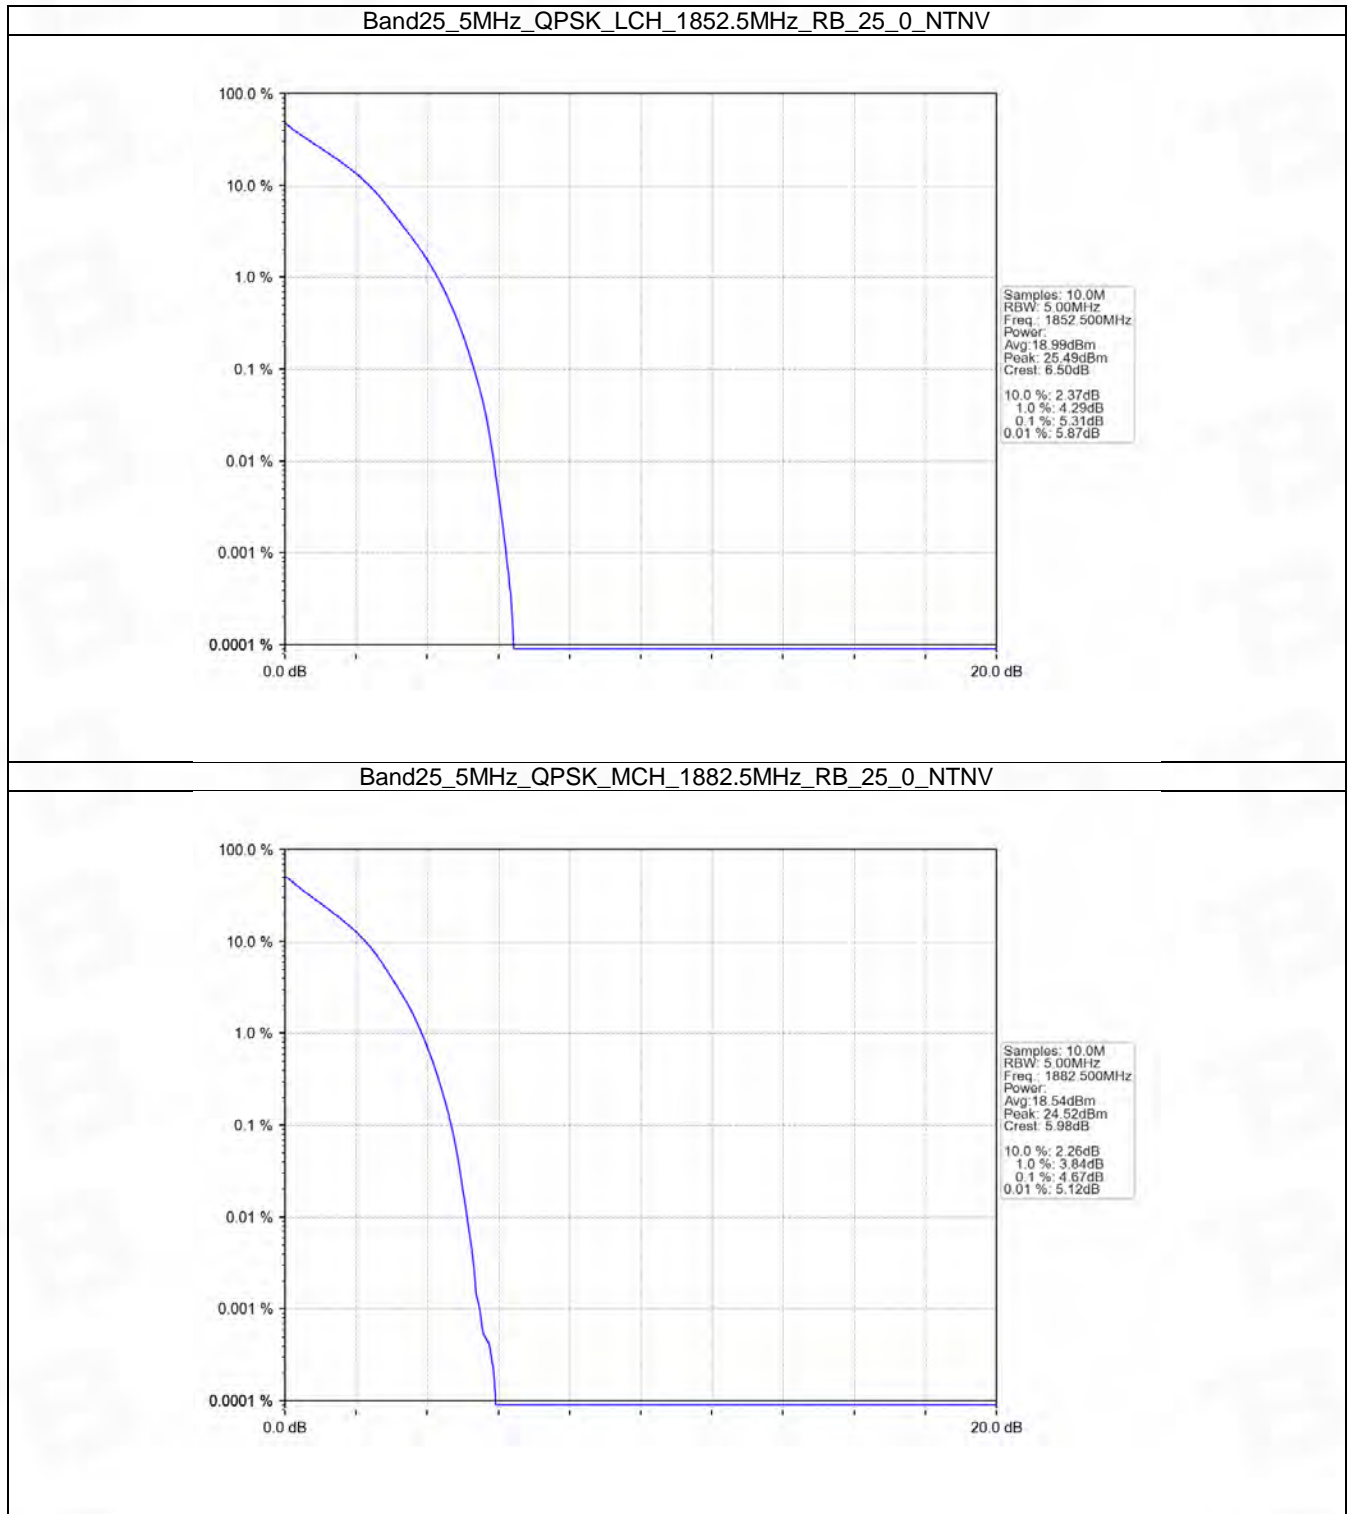 Band25_5MHz_QPSK_LCH_1852.5MHz_RB_25_0_NTNV
100.0 %
10.0 %
1.0 %
0.1 %
0.01 %
0.001 %
0.0001 %
0.0 dB
20.0 dB
Samples: 10.0M
RBW: 5.00MHz
Freq.: 1852.500MHz
Power:
Avg:18.99dBm
Peak: 25.49dBm
Crest: 6.50dB
10.0 %: 2.37dB
1.0 %: 4.29dB
0.1 %: 5.31dB
0.01 %: 5.87dB
Band25_5MHz_QPSK_MCH_1882.5MHz_RB_25_0_NTNV
100.0 %
10.0 %
1.0 %
0.1 %
0.01 %
0.001 %
0.0001 %
0.0 dB
20.0 dB
Samples: 10.0M
RBW: 5.00MHz
Freq.: 1882.500MHz
Power:
Avg:18.54dBm
Peak: 24.52dBm
Crest: 5.98dB
10.0 %: 2.26dB
1.0 %: 3.84dB
0.1 %: 4.67dB
0.01 %: 5.12dB